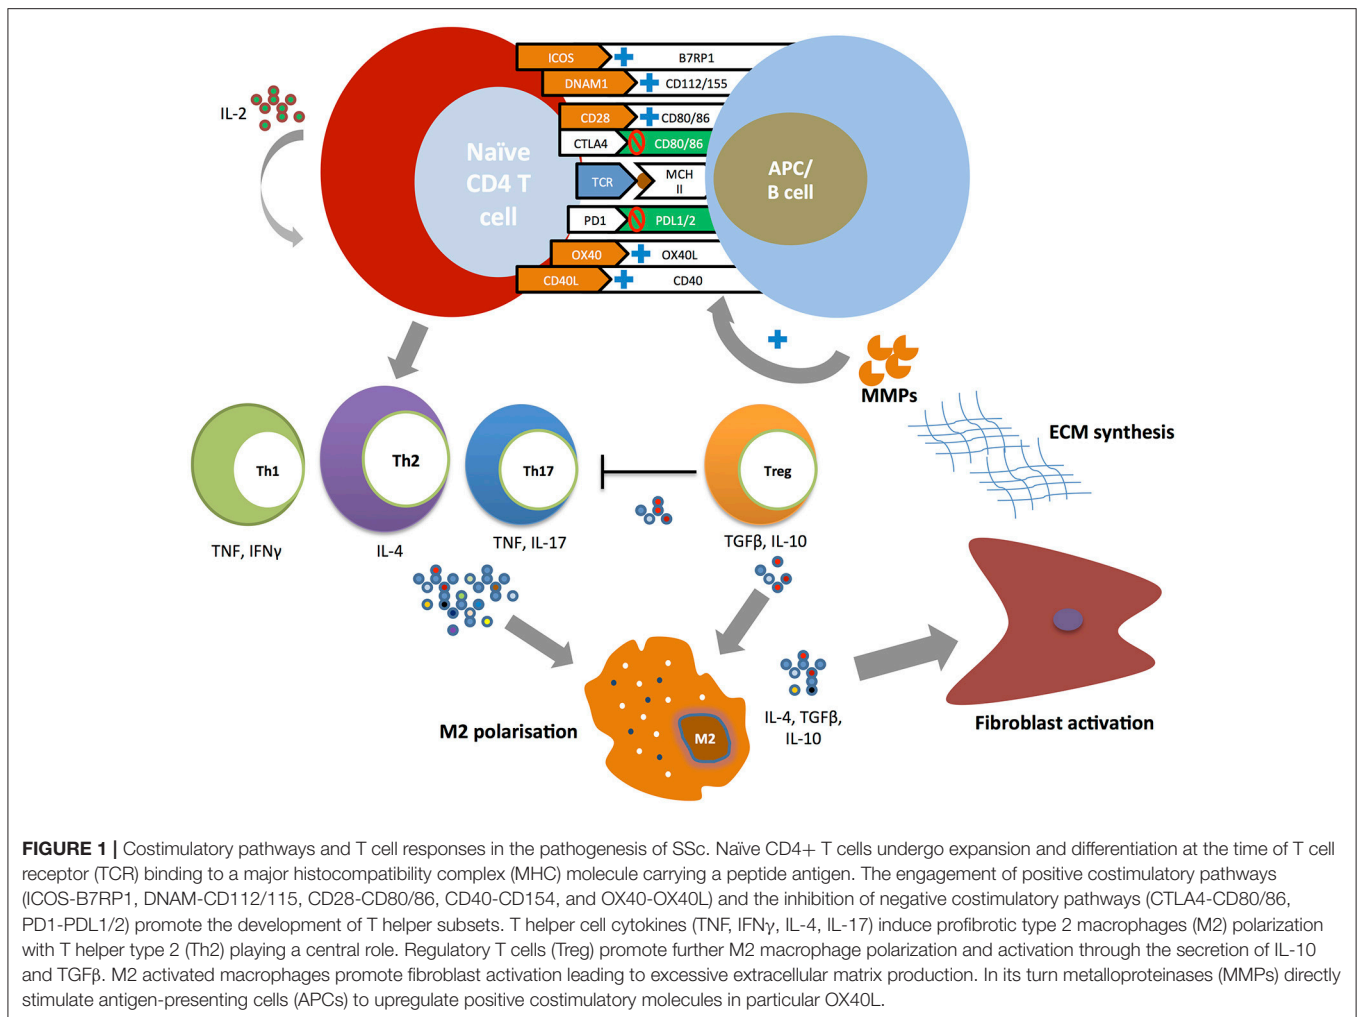 ICOS
B7RP1
DNAM1
CD112/155
IL-2
CD28
CD80/86
CTLA4
CD80/86
Naïve
CD4 T
cell
TCR
MCH
II
APC/
B cell
PD1
PDL1/2
OX40
OX40L
CD40L
CD40
MMPs
ECM synthesis
Th1
Th2
Th17
Treg
TNF, IFNγ
IL-4
TNF, IL-17
TGFβ, IL-10
M2 polarisation
M2
IL-4, TGFβ,
IL-10
Fibroblast activation
FIGURE 1 | Costimulatory pathways and T cell responses in the pathogenesis of SSc. Naïve CD4+ T cells undergo expansion and differentiation at the time of T cell
receptor (TCR) binding to a major histocompatibility complex (MHC) molecule carrying a peptide antigen. The engagement of positive costimulatory pathways
(ICOS-B7RP1, DNAM-CD112/115, CD28-CD80/86, CD40-CD154, and OX40-OX40L) and the inhibition of negative costimulatory pathways (CTLA4-CD80/86,
PD1-PDL1/2) promote the development of T helper subsets. T helper cell cytokines (TNF, IFNγ, IL-4, IL-17) induce profibrotic type 2 macrophages (M2) polarization
with T helper type 2 (Th2) playing a central role. Regulatory T cells (Treg) promote further M2 macrophage polarization and activation through the secretion of IL-10
and TGFβ. M2 activated macrophages promote fibroblast activation leading to excessive extracellular matrix production. In its turn metalloproteinases (MMPs) directly
stimulate antigen-presenting cells (APCs) to upregulate positive costimulatory molecules in particular OX40L.